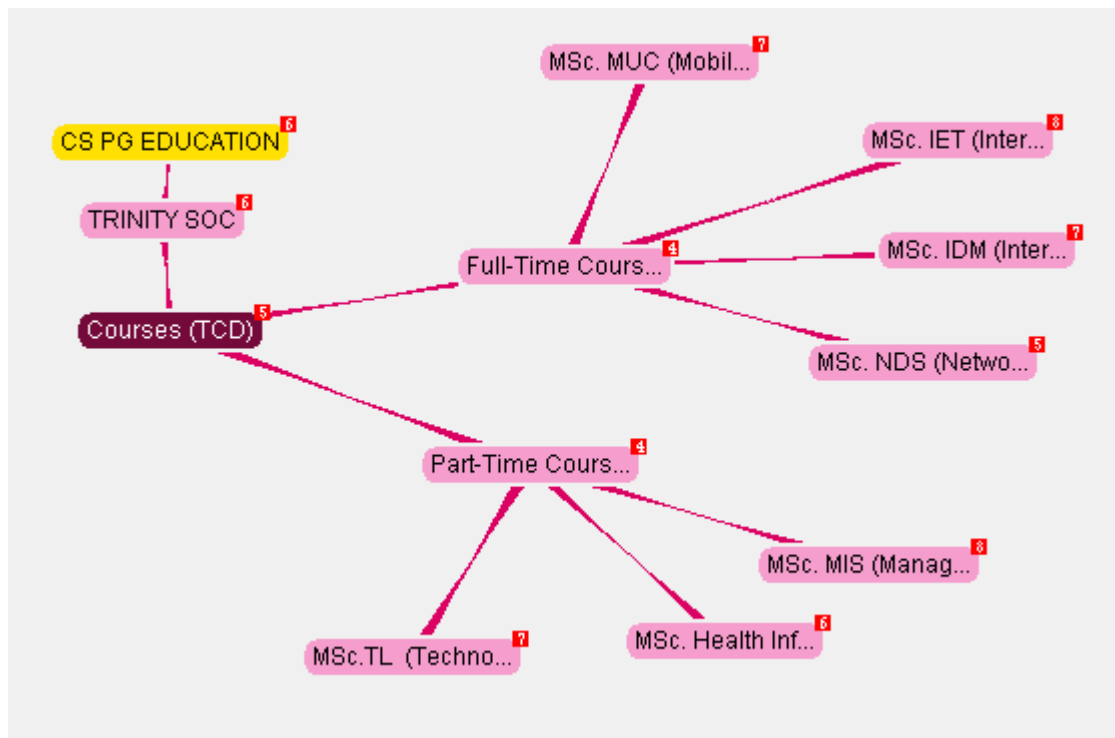 MSc. MUC (Mobil...
7
CS PG EDUCATION
6
MSc. IET (Inter...
8
TRINITY SOC
6
MSc. IDM (Inter...
7
Full-Time Cours...
4
Courses (TCD)
5
MSc. NDS (Netwo...
5
Part-Time Cours...
4
MSc. MIS (Manag...
8
MSc. Health Inf...
6
MSc.TL (Techno...
7